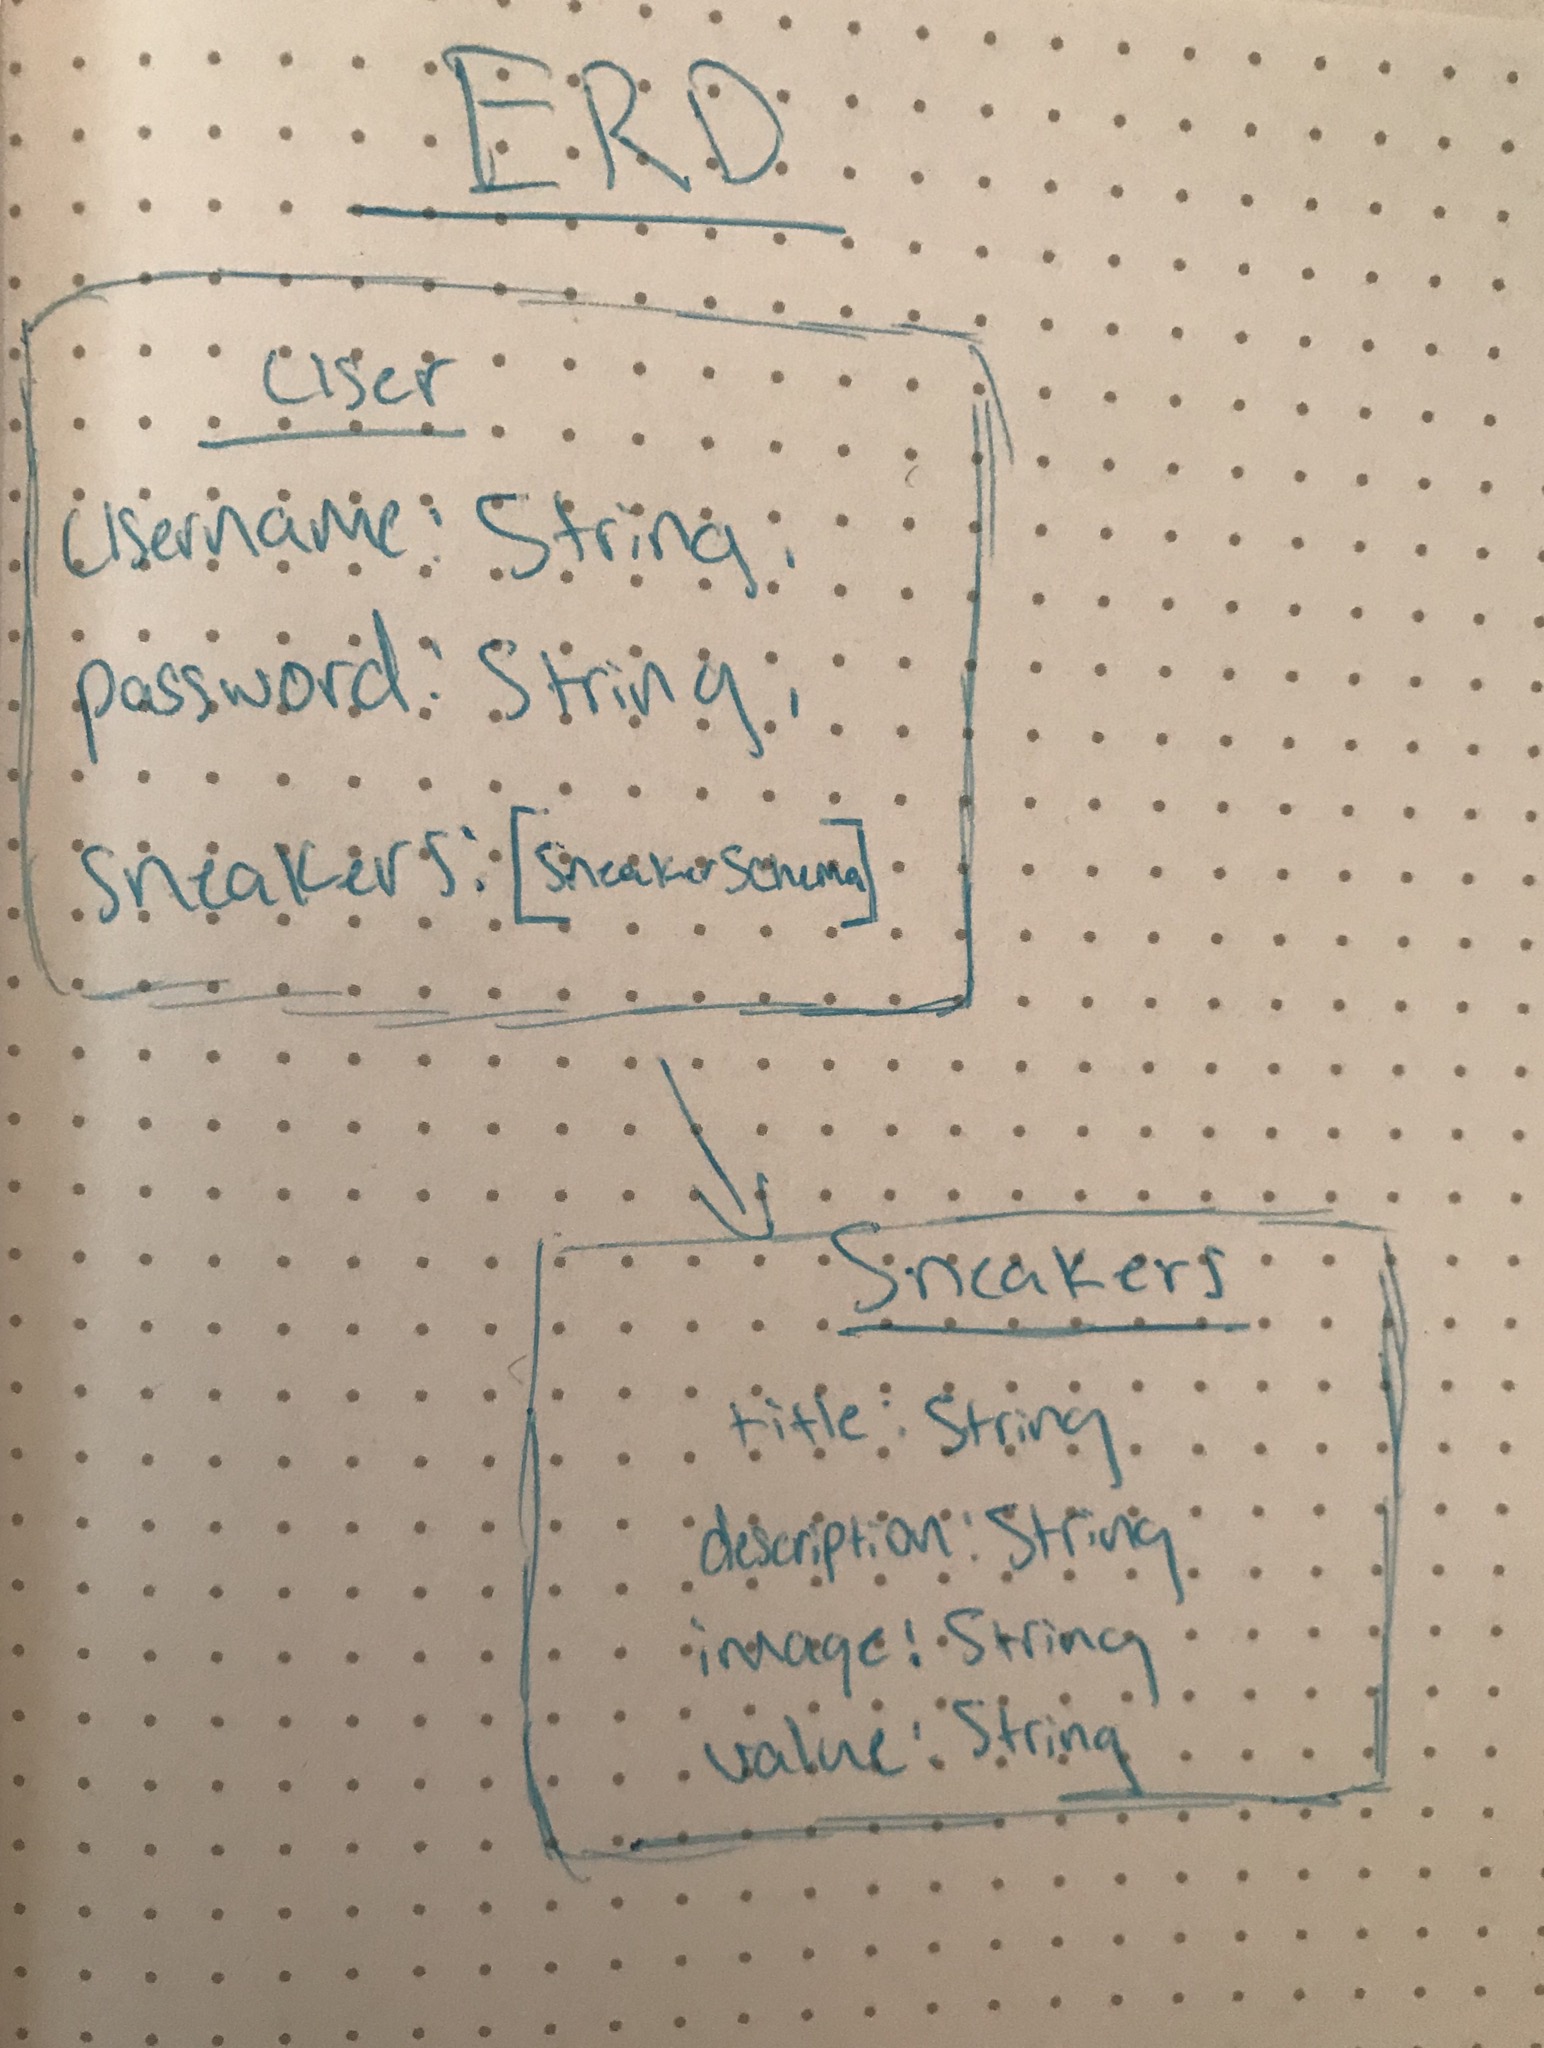 ERD
User
Username: String,
password: String,
sneakers: [SneakerSchema]
Sneakers
title: String
description: String
image: String
value: String